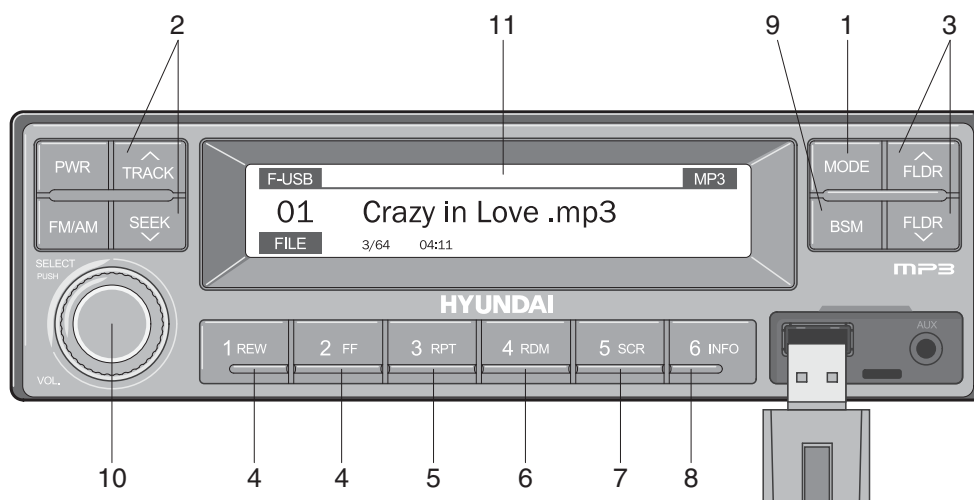 2 11 9 1 3
PWR TRACK
F-USB MP3
MODE FLDR
01 Crazy in Love .mp3
FM/AM SEEK
BSM FLDR
FILE 3/64 04:11
SELECT
PUSH
mp3
HYUNDAI
AUX
1 REW 2 FF 3 RPT 4 RDM 5 SCR 6 INFO
VOL.
10 4 4 5 6 7 8